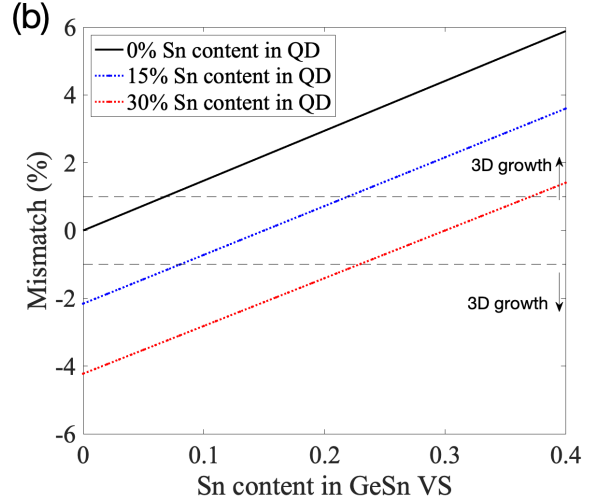 (b)
6
0% Sn content in QD
15% Sn content in QD
30% Sn content in QD
4
3D growth
2
0
-2
3D growth
-4
-6
Mismatch (%)
0 0.1 0.2 0.3 0.4
Sn content in GeSn VS